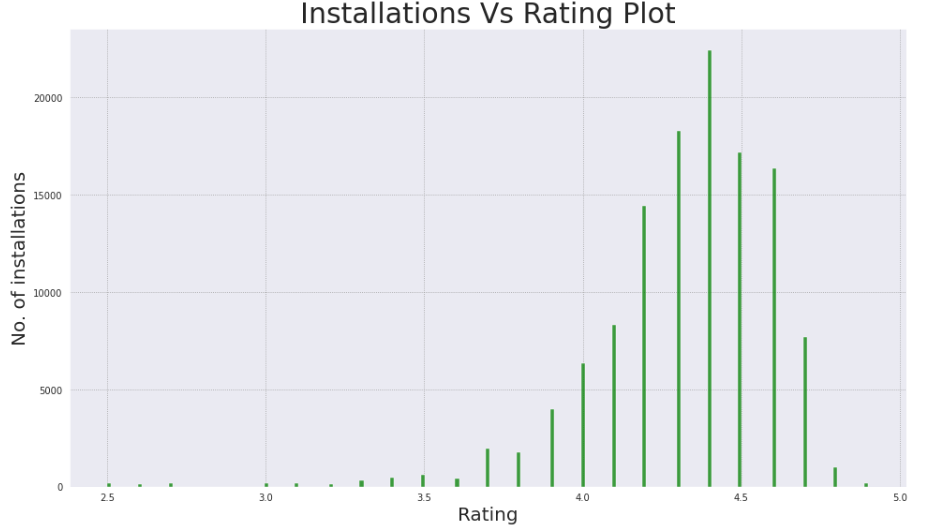 Installations Vs Rating Plot
No. of installations
20000
15000
10000
5000
0
2.5 3.0 3.5 4.0 4.5 5.0
Rating